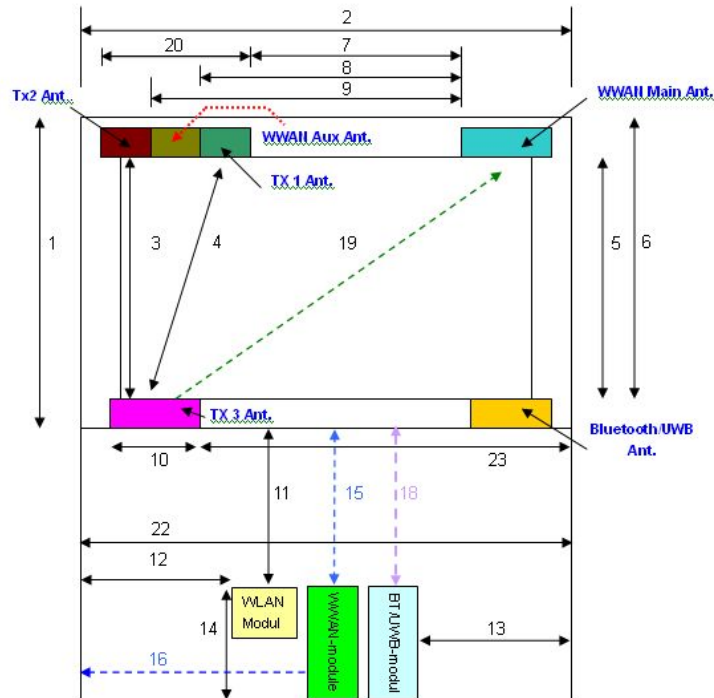 2
20
7
8
9
Tx2 Ant.
WWAN Main Ant.
WWAN Aux Ant.
TX 1 Ant.
1
3
4
19
5
6
TX 3 Ant.
Bluetooth/UWB
Ant.
10
23
11
15
18
22
12
WLAN
Modul
14
WWAN-module
BT/UWB-modul
13
16